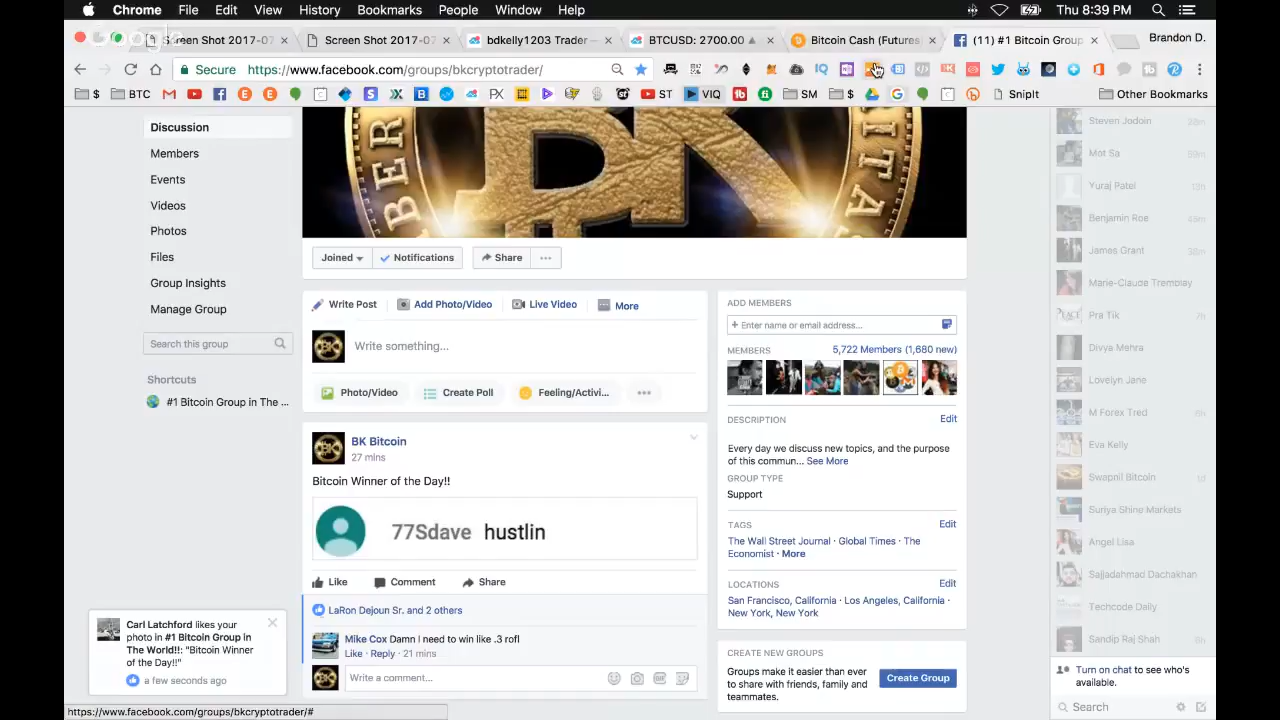 Chrome File Edit View History Bookmarks People Window Help Thu 8:39 PM
Screen Shot 2017-07 Screen Shot 2017-07 bdkelly1203 Trader – BTCUSD: 2700.00 ▲ Bitcoin Cash (Futures) (11) #1 Bitcoin Group Brandon D.
Secure https://www.facebook.com/groups/bkcryptotrader/
$ BTC PX ST VIQ SM $ SnipIt Other Bookmarks
BER
BK
IT
Discussion
Members
Events
Videos
Photos
Files
Group Insights
Manage Group
Search this group
Shortcuts
#1 Bitcoin Group in The ...
Joined Notifications Share ...
Write Post Add Photo/Video Live Video More
Write something...
Photo/Video Create Poll Feeling/Activi...
BK Bitcoin
27 mins
Bitcoin Winner of the Day!!
77Sdave hustlin
Like Comment Share
LaRon Dejoun Sr. and 2 others
Mike Cox Damn I need to win like .3 rofl
Like · Reply · 21 mins
Write a comment...
ADD MEMBERS
+ Enter name or email address...
MEMBERS 5,722 Members (1,680 new)
DESCRIPTION Edit
Every day we discuss new topics, and the purpose
of this commun... See More
GROUP TYPE
Support
TAGS Edit
The Wall Street Journal · Global Times · The
Economist · More
LOCATIONS Edit
San Francisco, California · Los Angeles, California ·
New York, New York
CREATE NEW GROUPS
Groups make it easier than ever
to share with friends, family and
teammates.
Create Group
Steven Jodoin
Mot Sa
Yuraj Patel 13h
Benjamin Roe
James Grant
Marie-Claude Tremblay
Pra Tik 7h
Divya Mehra
Lovelyn Jane
M Forex Tred
Eva Kelly
Swapnil Bitcoin 1d
Suriya Shine Markets
Angel Lisa
Sajjadahmad Dachakhan
Techcode Daily
Sandip Raj Shah
Turn on chat to see who's
available.
Search
Carl Latchford likes your
photo in #1 Bitcoin Group in
The World!!: "Bitcoin Winner
of the Day!!"
a few seconds ago
https://www.facebook.com/groups/bkcryptotrader/#